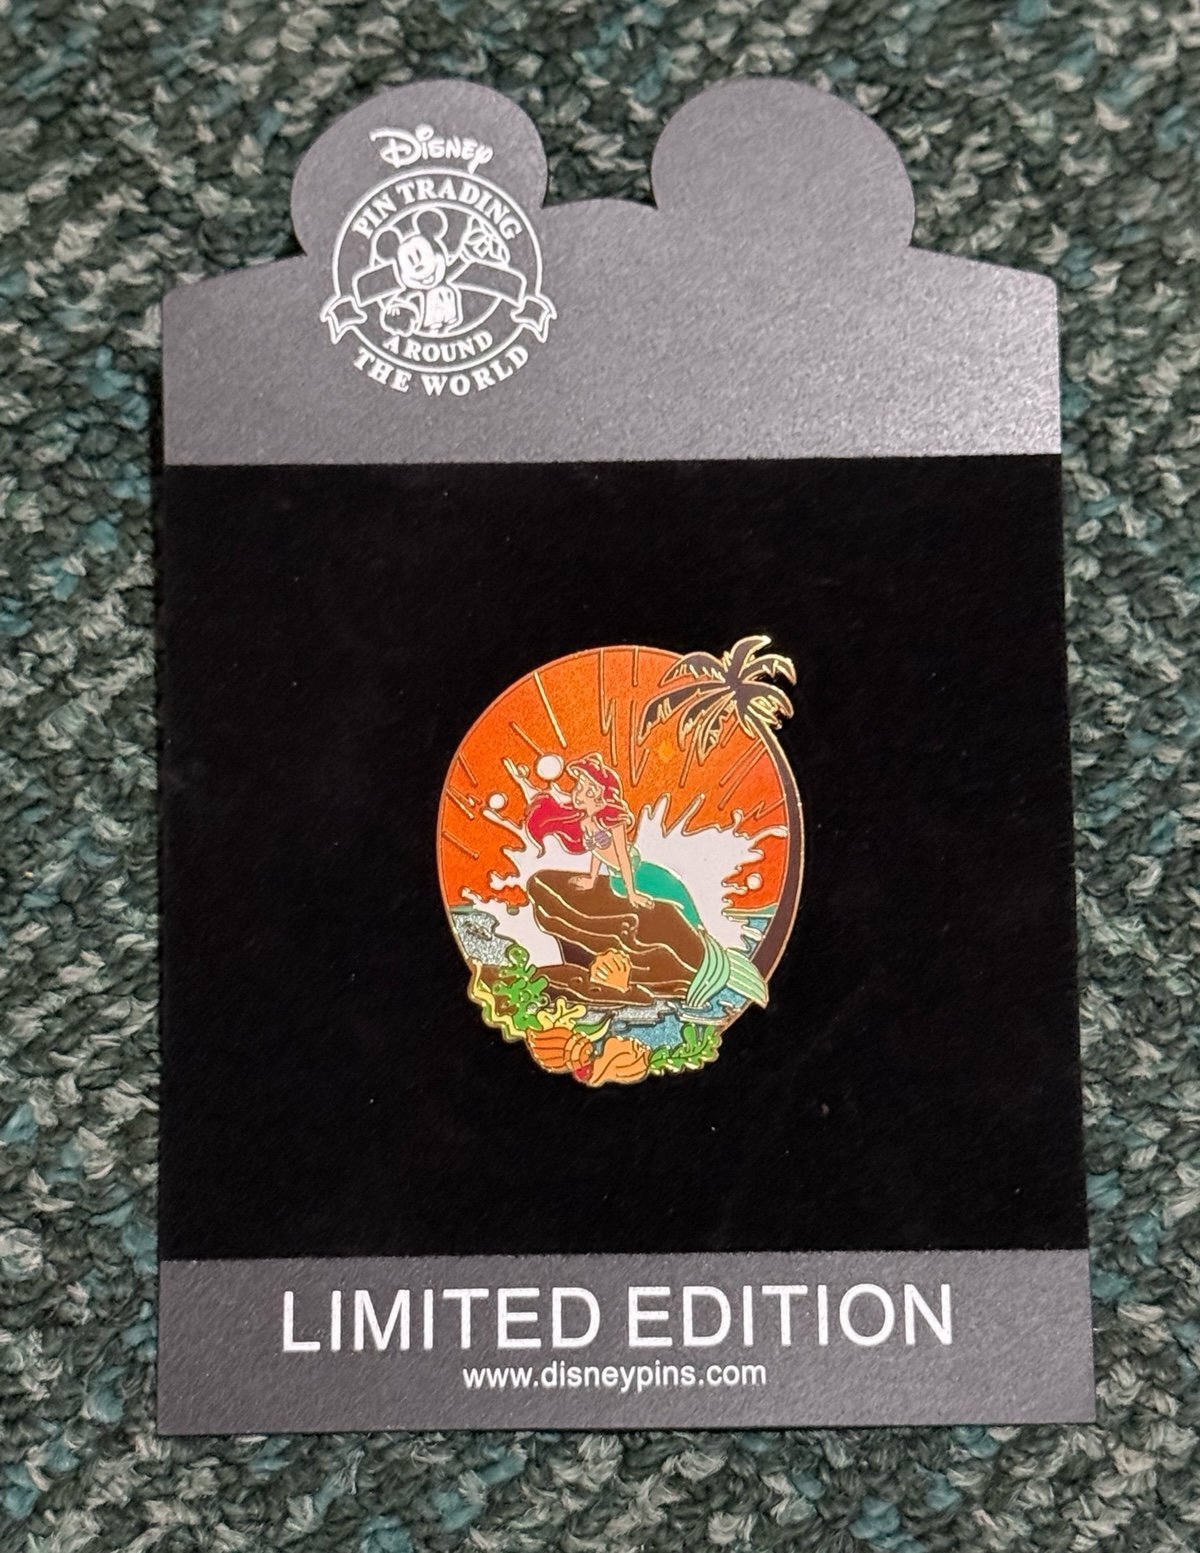 Disney
PIN TRADING
AROUND
THE WORLD
LIMITED EDITION
www.disneypins.com